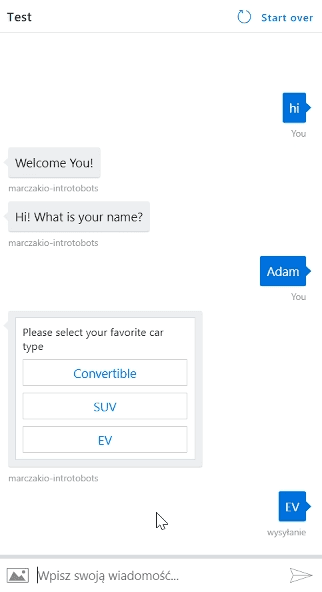 Test
Start over
hi
You
Welcome You!
marczakio-introtobots
Hi! What is your name?
marczakio-introtobots
Adam
You
Please select your favorite car
type
Convertible
SUV
EV
marczakio-introtobots
EV
wysyłanie
Wpisz swoją wiadomość...